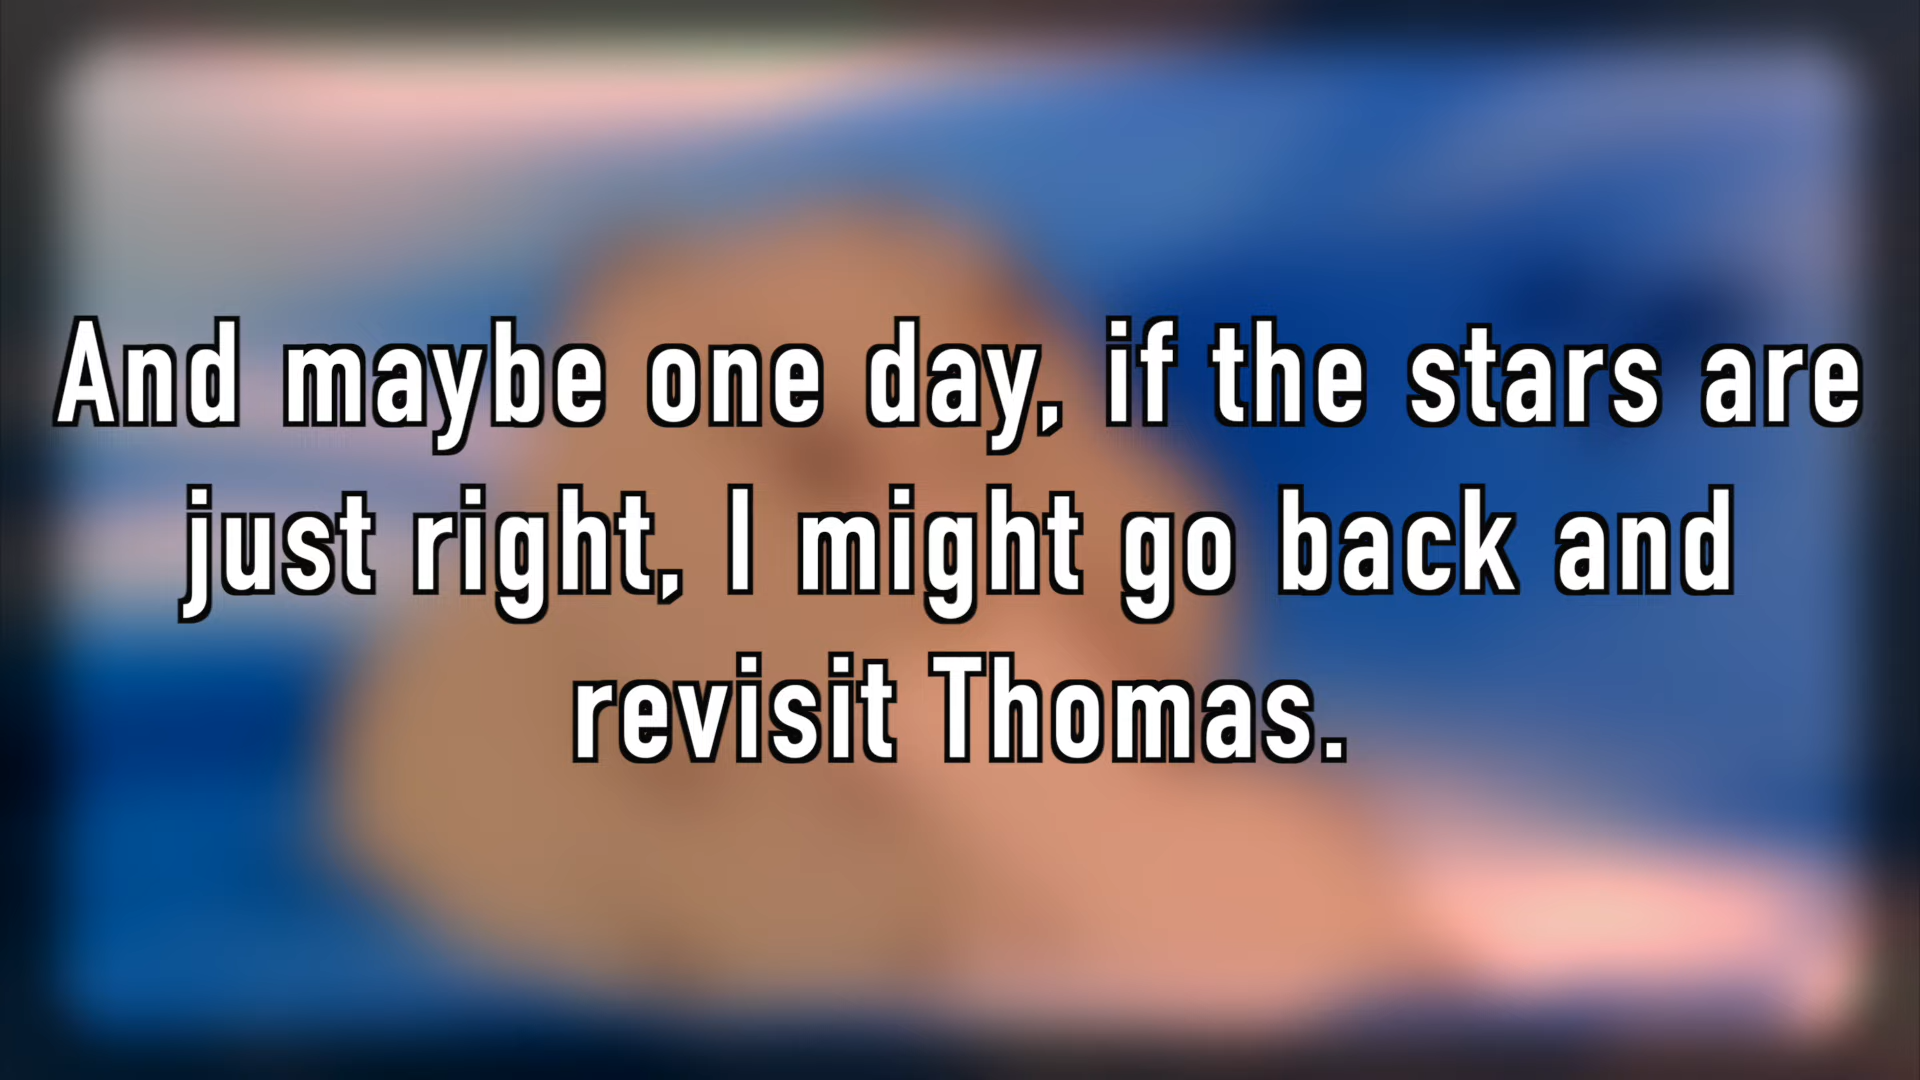 And maybe one day, if the stars are
just right, I might go back and
revisit Thomas.